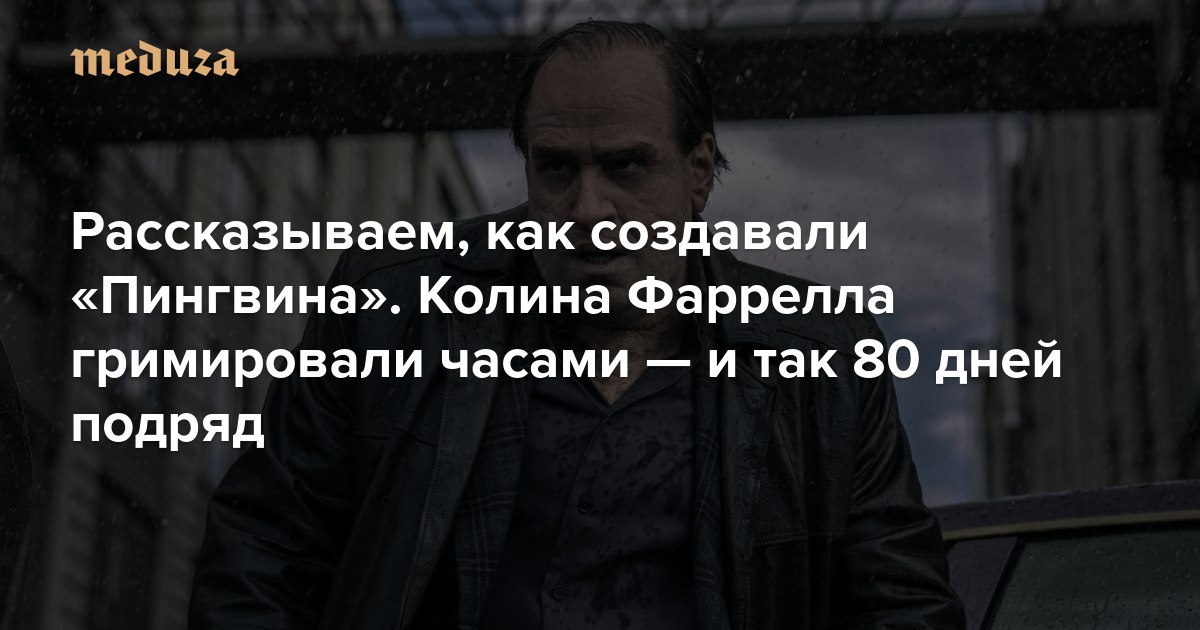 meduza
Рассказываем, как создавали
«Пингвина». Колина Фаррелла
гримировали часами — и так 80 дней
подряд